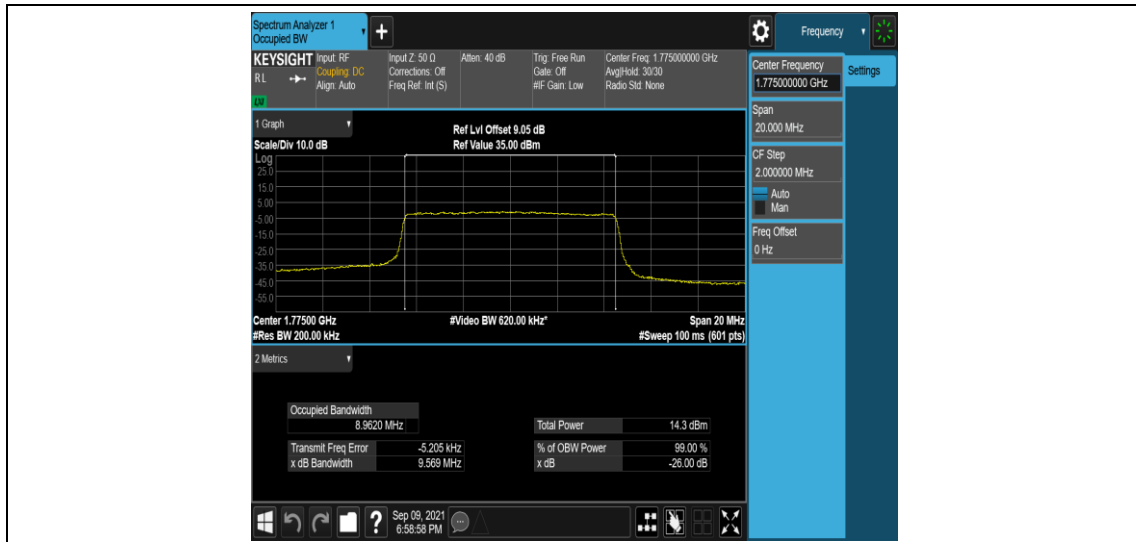 Spectrum Analyzer 1
Occupied BW
Frequency
KEYSIGHT Input: RF Input Z: 50 Ω Atten: 40 dB Trig: Free Run Center Freq: 1.775000000 GHz
RL Coupling: DC Corrections: Off Gate: Off Avg|Hold: 30/30
Align: Auto Freq Ref: Int (S) #IF Gain: Low Radio Std: None
LXI
Center Frequency
1.775000000 GHz
Settings
Span
20.000 MHz
CF Step
2.000000 MHz
Auto
Man
Freq Offset
0 Hz
1 Graph
Ref Lvl Offset 9.05 dB
Scale/Div 10.0 dB Ref Value 35.00 dBm
Log
25.0
15.0
5.00
-5.00
-15.0
-25.0
-35.0
-45.0
-55.0
Center 1.77500 GHz #Video BW 620.00 kHz* Span 20 MHz
#Res BW 200.00 kHz #Sweep 100 ms (601 pts)
2 Metrics
Occupied Bandwidth
8.9620 MHz Total Power 14.3 dBm
Transmit Freq Error -5.205 kHz % of OBW Power 99.00 %
x dB Bandwidth 9.569 MHz x dB -26.00 dB
Sep 09, 2021
6:58:58 PM